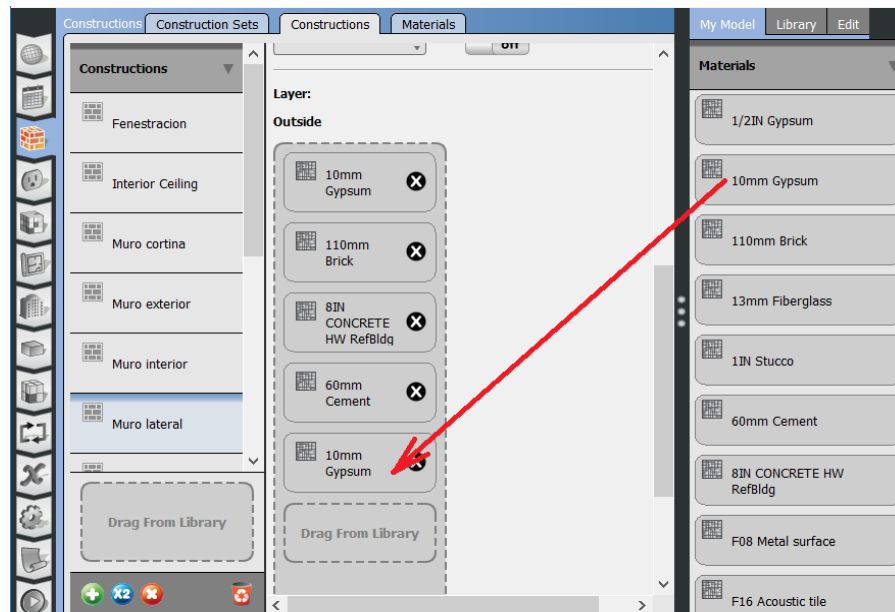 Constructions
Construction Sets
Constructions
Materials
My Model
Library
Edit
Constructions
Fenestracion
Interior Ceiling
Muro cortina
Muro exterior
Muro interior
Muro lateral
Drag From Library
X2
off
Layer:
Outside
10mm
Gypsum
110mm
Brick
8IN
CONCRETE
HW RefBldg
60mm
Cement
10mm
Gypsum
Drag From Library
Materials
1/2IN Gypsum
10mm Gypsum
110mm Brick
13mm Fiberglass
1IN Stucco
60mm Cement
8IN CONCRETE HW
RefBldg
F08 Metal surface
F16 Acoustic tile